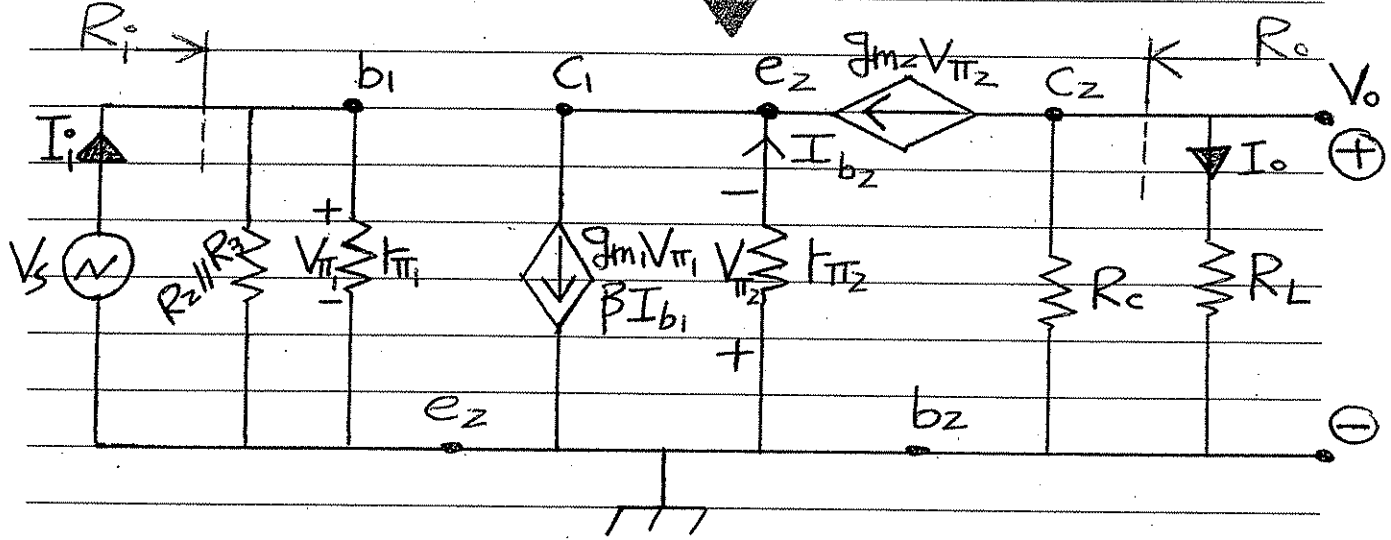 Ri
Ro
b1 C1 e2 gm2Vπ2 C2 Vo
Ii Ib2 Io +
+ −
Vs R2//R3 Vπ1 rπ1 gm1Vπ1 Vπ2 rπ2 Rc RL
− βIb1
+
e2 b2 −